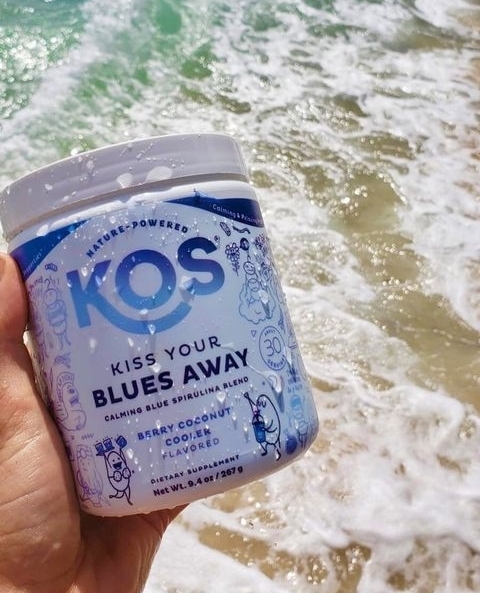 Calming &
NATURE-POWERED
KOS
KISS YOUR
BLUES AWAY
CALMING BLUE SPIRULINA BLEND
30
BERRY COCONUT
COOLER
FLAVORED
DIETARY SUPPLEMENT
Net Wt. 9.4 oz / 267 g